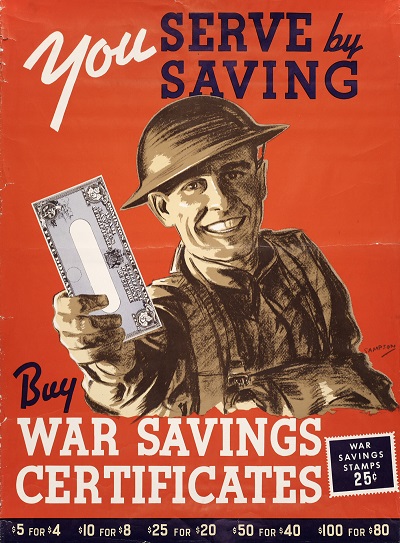 You SERVE by
SAVING
SAMPSON
Buy
WAR SAVINGS
CERTIFICATES
WAR
SAVINGS
STAMPS
25¢
$5 FOR $4 $10 FOR $8 $25 FOR $20 $50 FOR $40 $100 FOR $80